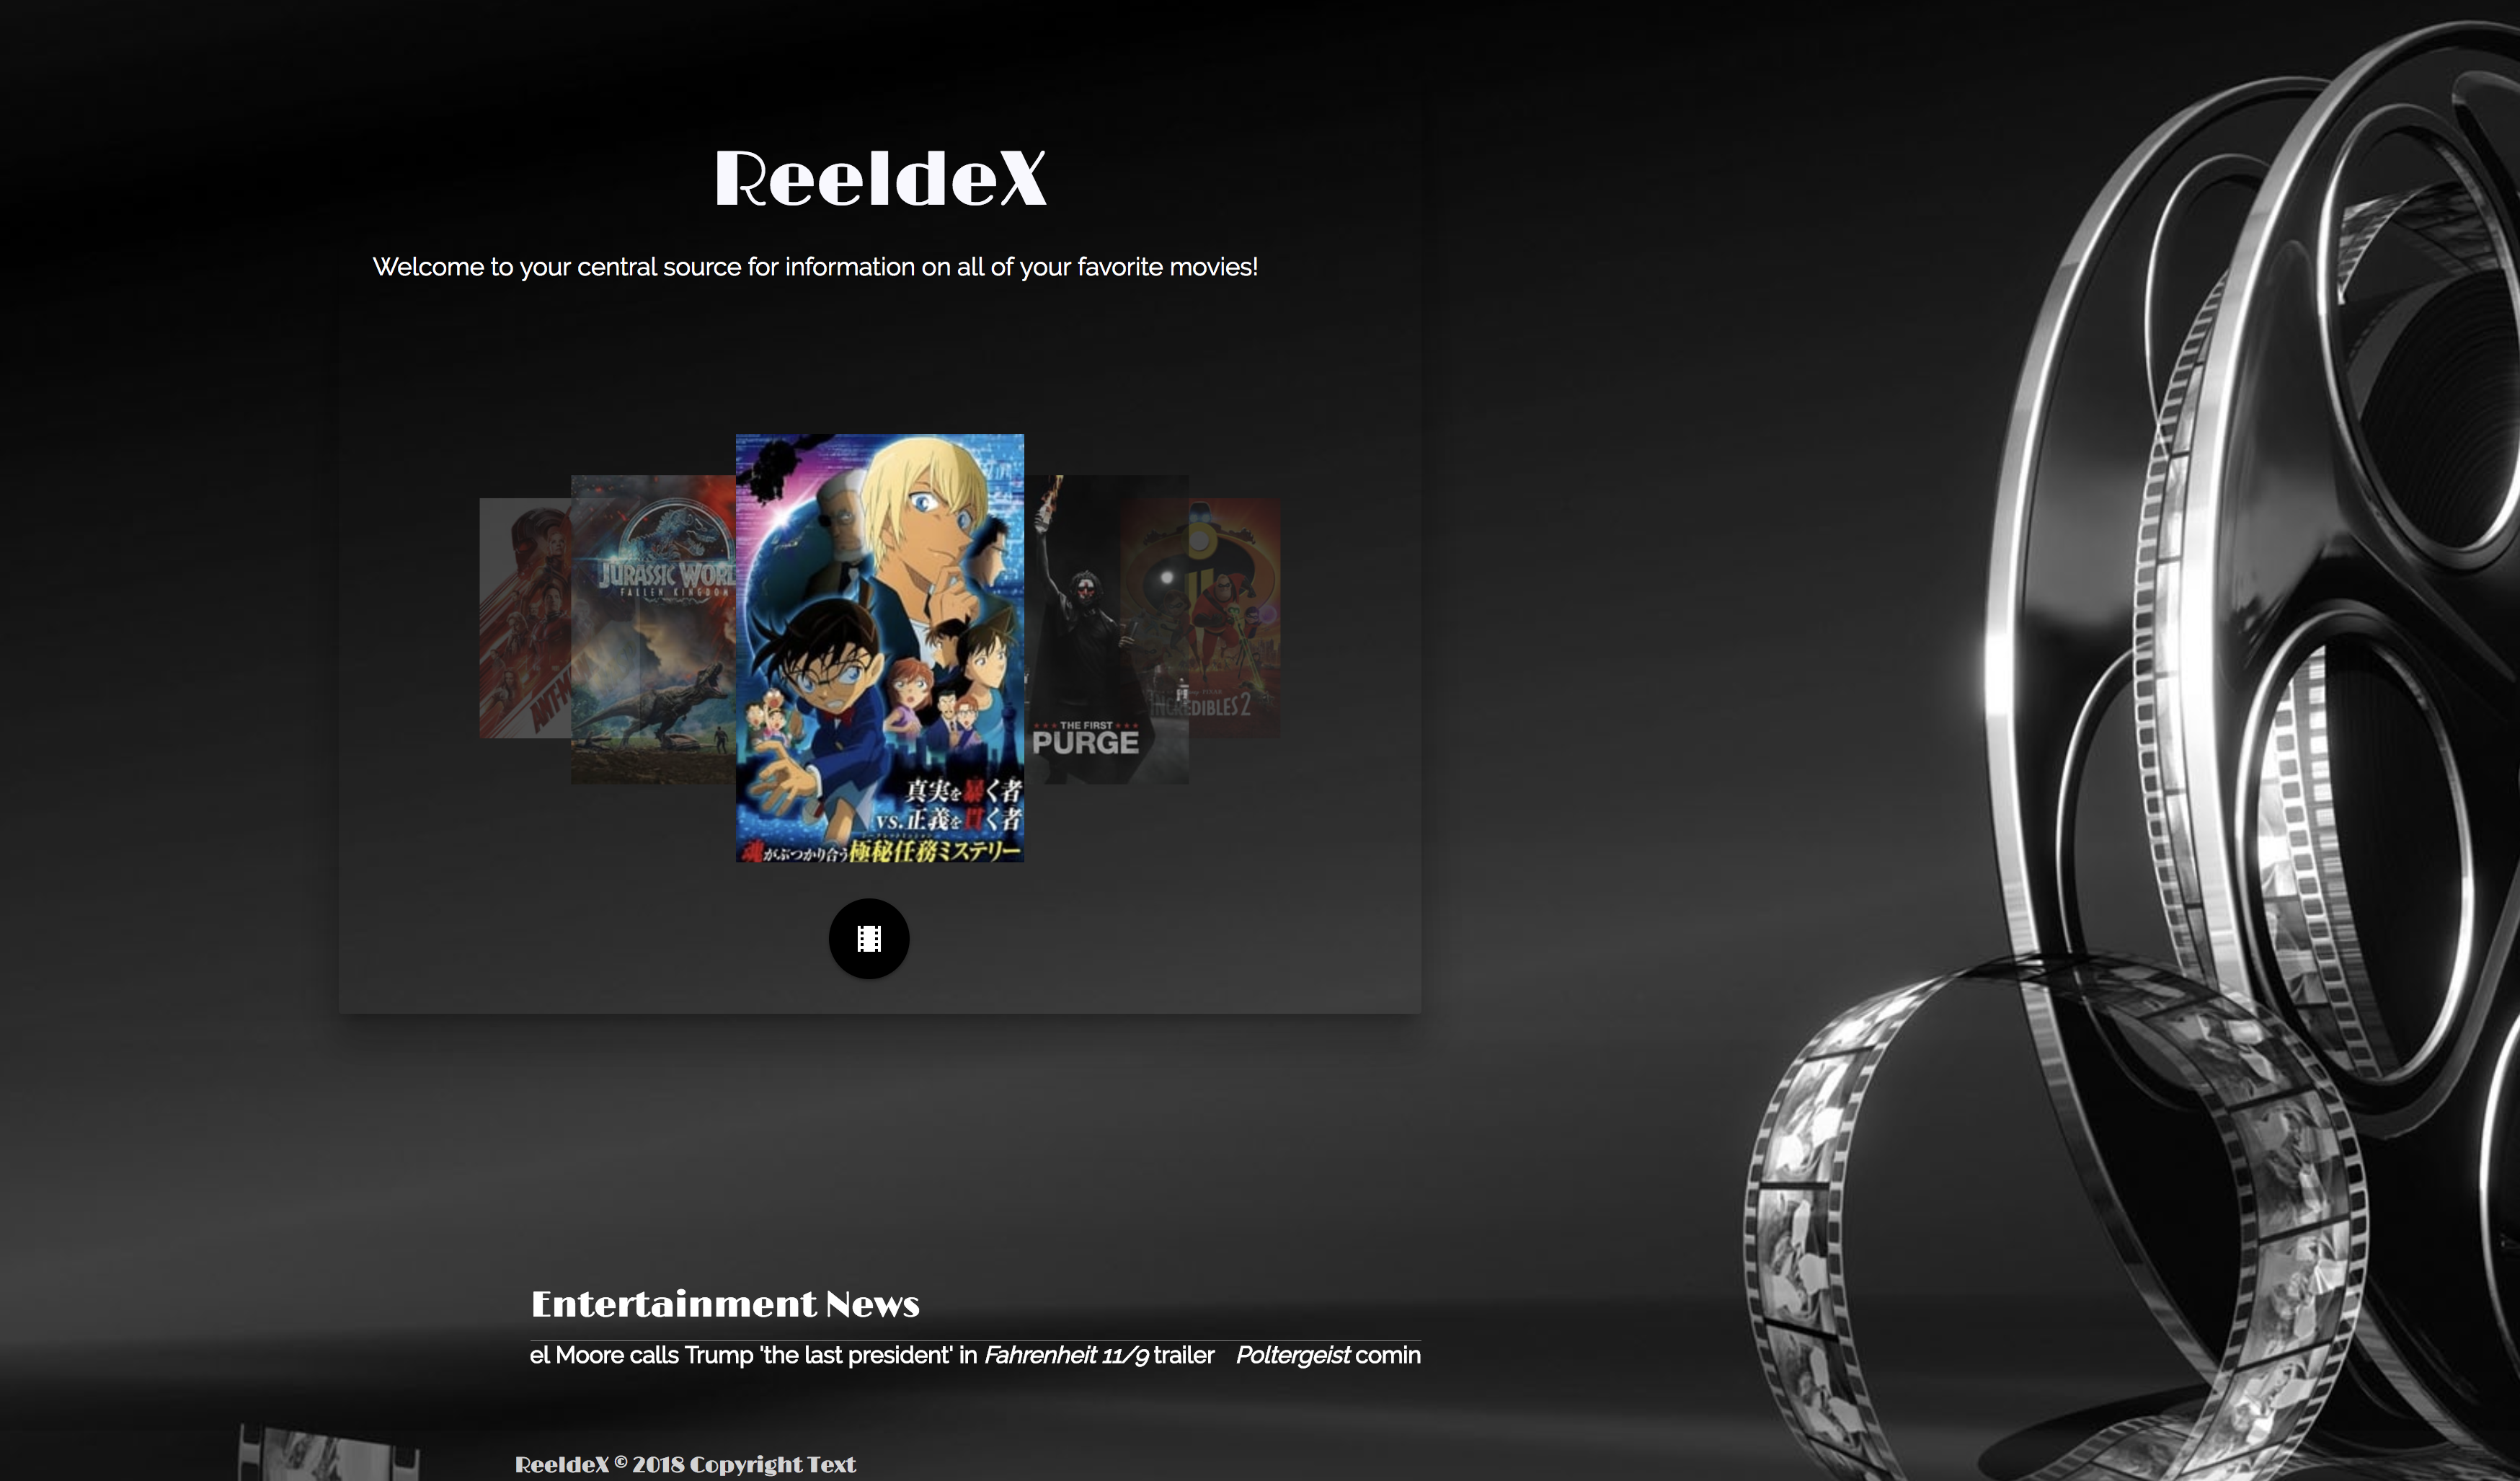 ReeldeX
Welcome to your central source for information on all of your favorite movies!
JURASSIC WORL
FALLEN KINGDOM
ANT-M
真実を暴く者
vs.正義を貫く者
魂がぶつかり合う極秘任務ミステリー
THE FIRST
PURGE
INCREDIBLES 2
Entertainment News
el Moore calls Trump 'the last president' in Fahrenheit 11/9 trailer Poltergeist comin
ReeldeX © 2018 Copyright Text